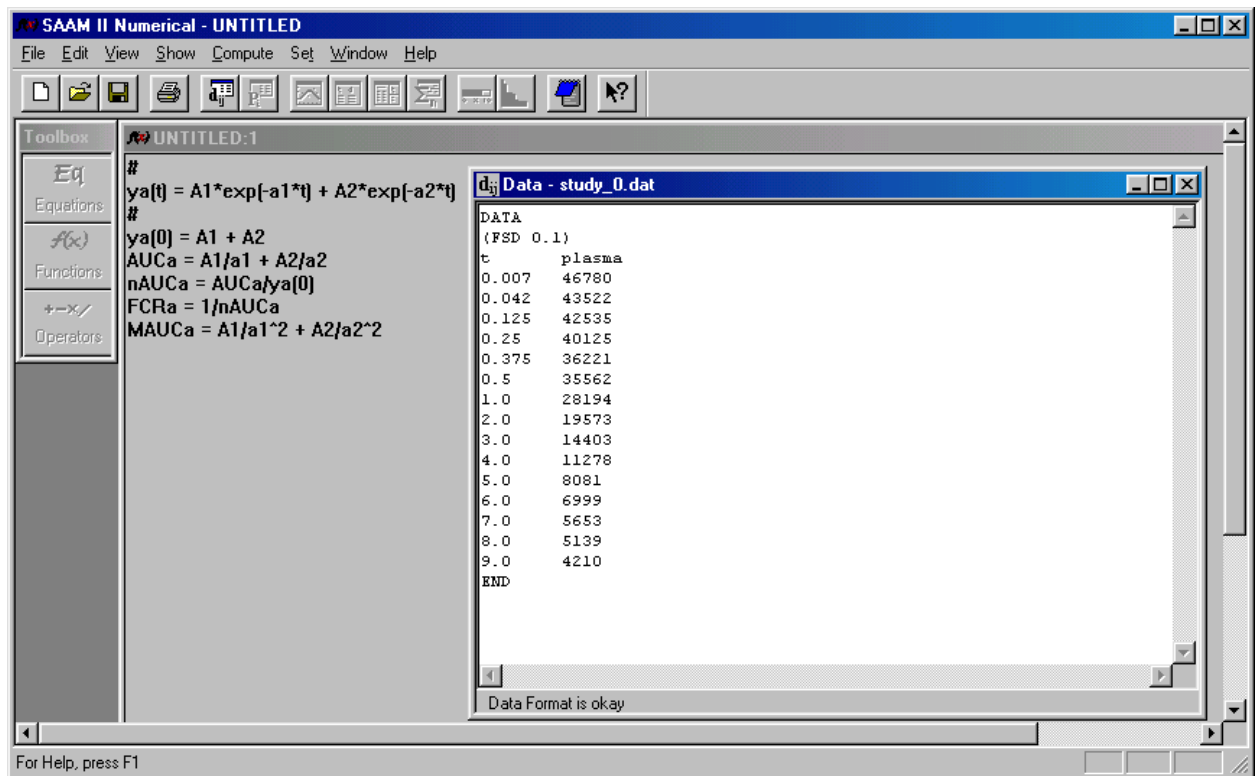 SAAM II Numerical - UNTITLED
File Edit View Show Compute Set Window Help
Toolbox
Eq
Equations
f(x)
Functions
+-×/
Operators
UNTITLED:1
#
ya(t) = A1*exp(-a1*t) + A2*exp(-a2*t)
#
ya(0) = A1 + A2
AUCa = A1/a1 + A2/a2
nAUCa = AUCa/ya(0)
FCRa = 1/nAUCa
MAUCa = A1/a1^2 + A2/a2^2
dij Data - study_0.dat
DATA
(FSD 0.1)
t plasma
0.007 46780
0.042 43522
0.125 42535
0.25 40125
0.375 36221
0.5 35562
1.0 28194
2.0 19573
3.0 14403
4.0 11278
5.0 8081
6.0 6999
7.0 5653
8.0 5139
9.0 4210
END
Data Format is okay
For Help, press F1